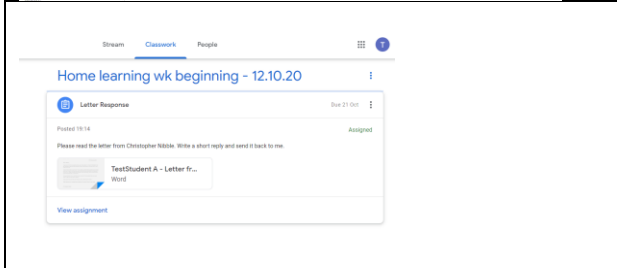 Stream Classwork People T
Home learning wk beginning - 12.10.20
Letter Response Due 21 Oct
Posted 19:14 Assigned
Please read the letter from Christopher Nibble. Write a short reply and send it back to me.
TestStudent A - Letter fr...
Word
View assignment